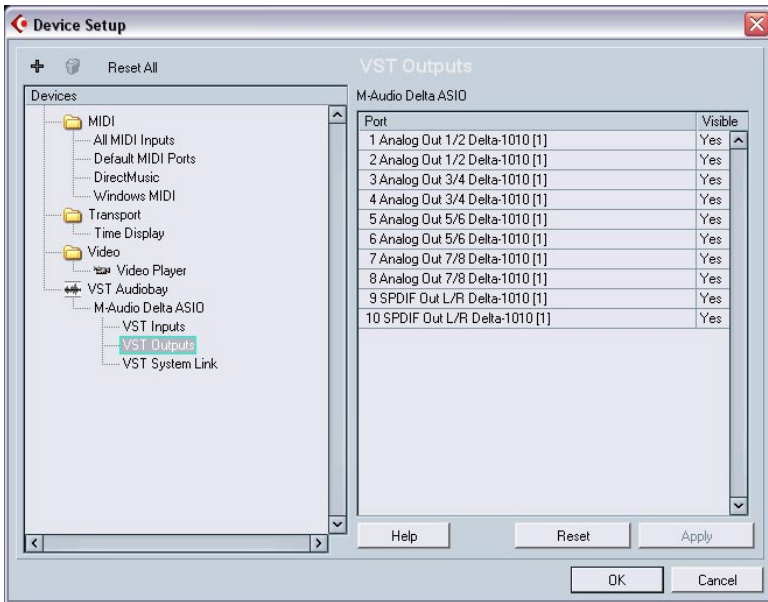 Device Setup
Reset All
VST Outputs
Devices
MIDI
All MIDI Inputs
Default MIDI Ports
DirectMusic
Windows MIDI
Transport
Time Display
Video
Video Player
VST Audiobay
M-Audio Delta ASIO
VST Inputs
VST Outputs
VST System Link
M-Audio Delta ASIO
Port Visible
1 Analog Out 1/2 Delta-1010 [1] Yes
2 Analog Out 1/2 Delta-1010 [1] Yes
3 Analog Out 3/4 Delta-1010 [1] Yes
4 Analog Out 3/4 Delta-1010 [1] Yes
5 Analog Out 5/6 Delta-1010 [1] Yes
6 Analog Out 5/6 Delta-1010 [1] Yes
7 Analog Out 7/8 Delta-1010 [1] Yes
8 Analog Out 7/8 Delta-1010 [1] Yes
9 SPDIF Out L/R Delta-1010 [1] Yes
10 SPDIF Out L/R Delta-1010 [1] Yes
Help Reset Apply
OK Cancel